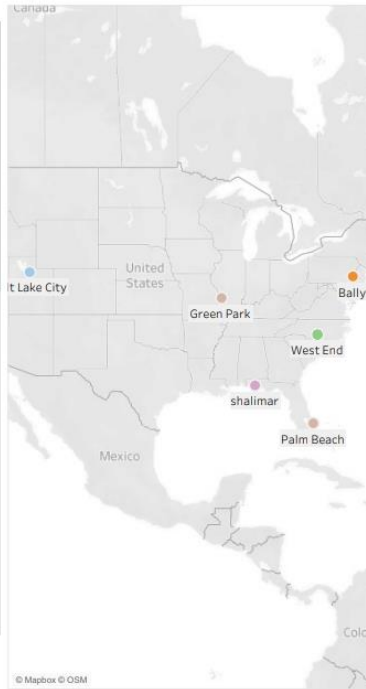 Canada
United
States
t Lake City
Bally
Green Park
West End
shalimar
Palm Beach
Mexico
Colo
© Mapbox © OSM